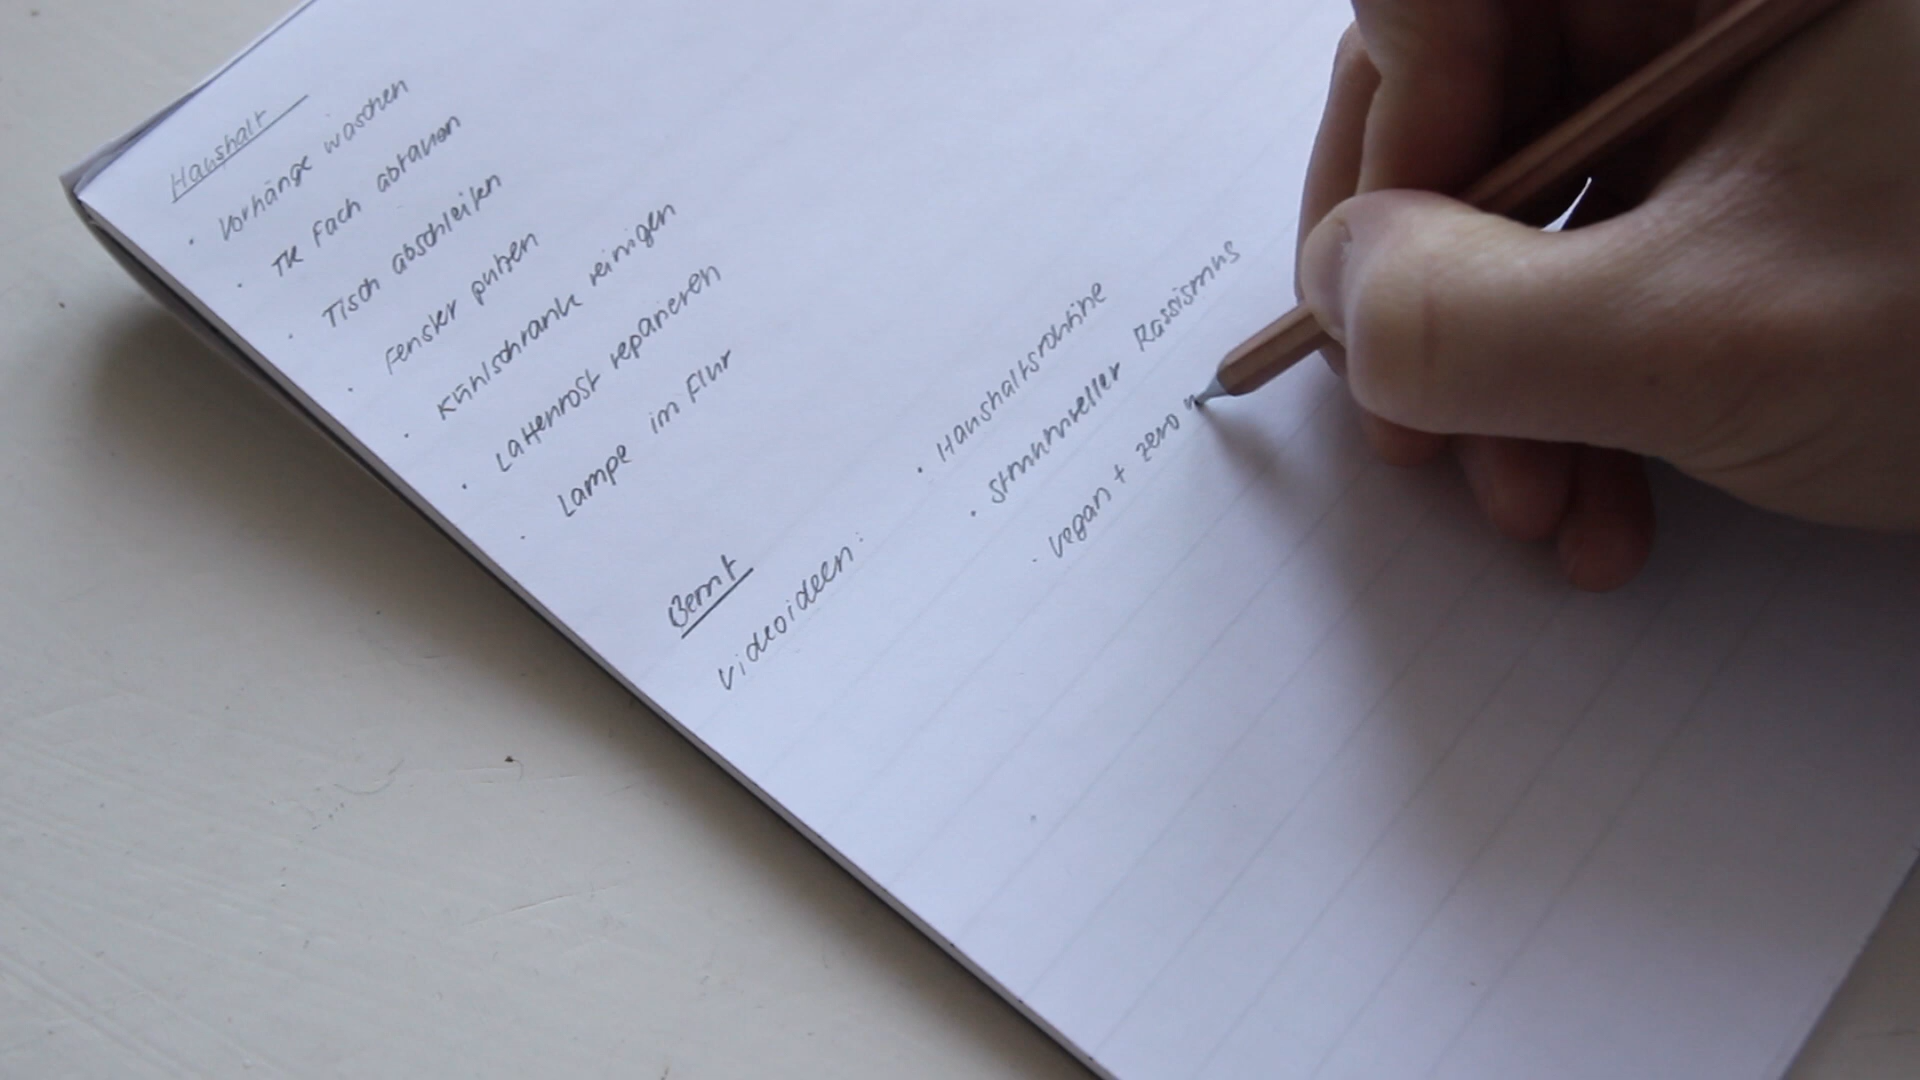 Haushalt
· Vorhänge waschen
· TK Fach abtauen
· Tisch abschleifen
· Fenster putzen
· Kühlschrank reinigen
· Lattenrost reparieren
· Lampe im Flur
Beruf
Videoideen: · Haushaltsroutine
· Struktureller Rassismus
· vegan + zero w